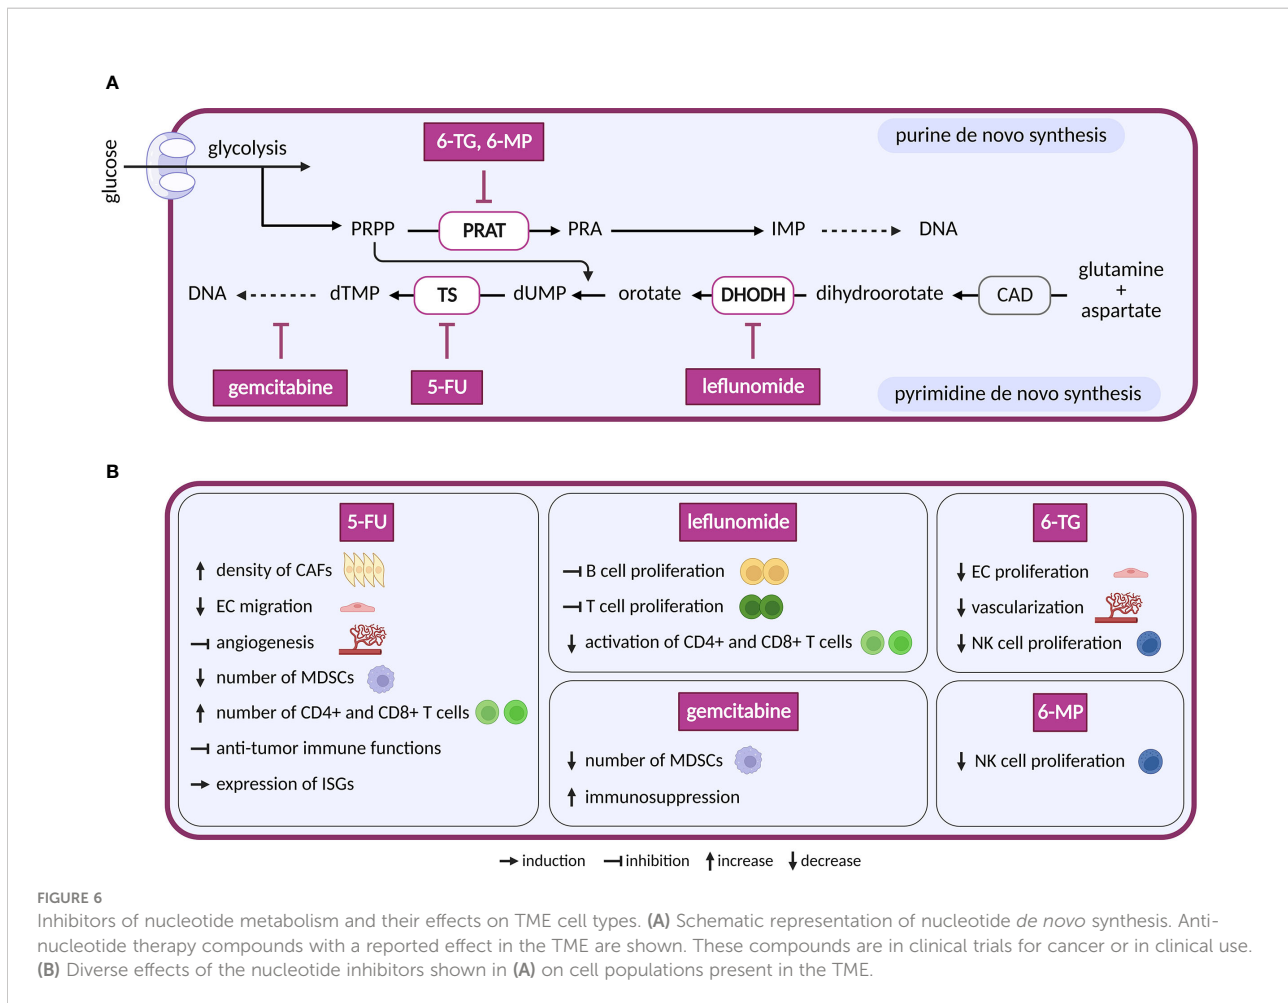 A
glucose
glycolysis
6-TG, 6-MP
purine de novo synthesis
PRPP
PRAT
PRA
IMP
DNA
DNA
dTMP
TS
dUMP
orotate
DHODH
dihydroorotate
CAD
glutamine
+
aspartate
gemcitabine
5-FU
leflunomide
pyrimidine de novo synthesis
B
5-FU
density of CAFs
EC migration
angiogenesis
number of MDSCs
number of CD4+ and CD8+ T cells
anti-tumor immune functions
expression of ISGs
leflunomide
B cell proliferation
T cell proliferation
activation of CD4+ and CD8+ T cells
gemcitabine
number of MDSCs
immunosuppression
6-TG
EC proliferation
vascularization
NK cell proliferation
6-MP
NK cell proliferation
induction inhibition increase decrease
FIGURE 6
Inhibitors of nucleotide metabolism and their effects on TME cell types. (A) Schematic representation of nucleotide de novo synthesis. Anti-
nucleotide therapy compounds with a reported effect in the TME are shown. These compounds are in clinical trials for cancer or in clinical use.
(B) Diverse effects of the nucleotide inhibitors shown in (A) on cell populations present in the TME.